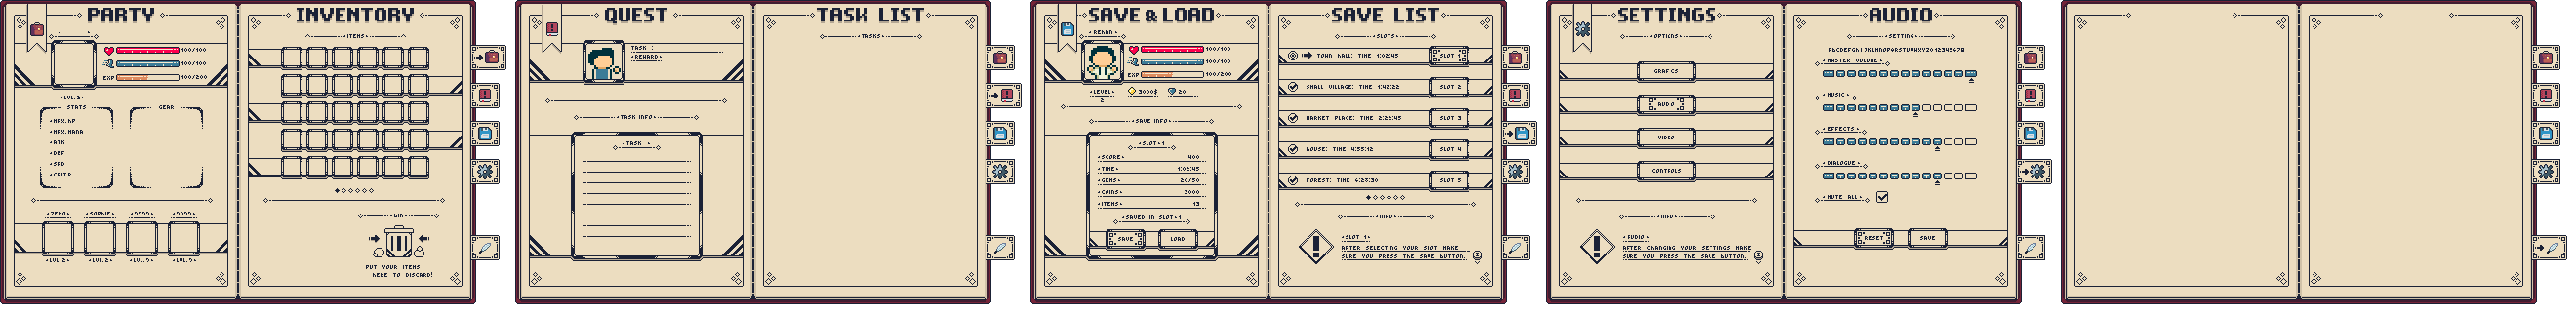 PARTY
100/100
100/100
EXP 100/200
LVL.2
STATS
GEAR
MAX.HP
MAX.MANA
ATK
DEF
SPD
CRIT R.
ZERO
SOPHIE
????
????
LVL.2
LVL.2
LVL.?
LVL.?
INVENTORY
ITEMS
BIN
PUT YOUR ITEMS
HERE TO DISCARD!
QUEST
TASK :
REWARD
TASK INFO
TASK
TASK LIST
TASKS
SAVE & LOAD
100/100
100/100
EXP 100/200
LEVEL
2
3000$
20
SAVE INFO
SLOT 1
SCORE 400
TIME 1:02:45
GEMS 20/50
COINS 3000
ITEMS 13
SAVED IN SLOT 1
SAVE
LOAD
SAVE LIST
SLOTS
TOWN HALL: TIME 1:02:45
SLOT 1
SMALL VILLAGE: TIME 1:42:22
SLOT 2
MARKET PLACE: TIME 2:22:45
SLOT 3
HOUSE: TIME 4:55:12
SLOT 4
FOREST: TIME 6:28:30
SLOT 5
INFO
SLOT 1
AFTER SELECTING YOUR SLOT MAKE
SURE YOU PRESS THE SAVE BUTTON.
SETTINGS
OPTIONS
GRAFICS
AUDIO
VIDEO
CONTROLS
INFO
AUDIO
AFTER CHANGING YOUR SETTINGS MAKE
SURE YOU PRESS THE SAVE BUTTON.
AUDIO
SETTING
MASTER VOLUME
MUSIC
EFFECTS
DIALOGUE
MUTE ALL
RESET
SAVE